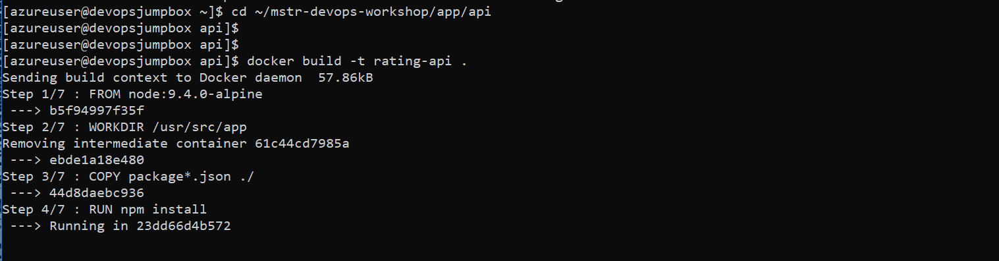 [azureuser@devopsjumpbox ~]$ cd ~/mstr-devops-workshop/app/api
[azureuser@devopsjumpbox api]$
[azureuser@devopsjumpbox api]$
[azureuser@devopsjumpbox api]$ docker build -t rating-api .
Sending build context to Docker daemon  57.86kB
Step 1/7 : FROM node:9.4.0-alpine
 ---> b5f94997f35f
Step 2/7 : WORKDIR /usr/src/app
Removing intermediate container 61c44cd7985a
 ---> ebde1a18e480
Step 3/7 : COPY package*.json ./
 ---> 44d8daebc936
Step 4/7 : RUN npm install
 ---> Running in 23dd66d4b572